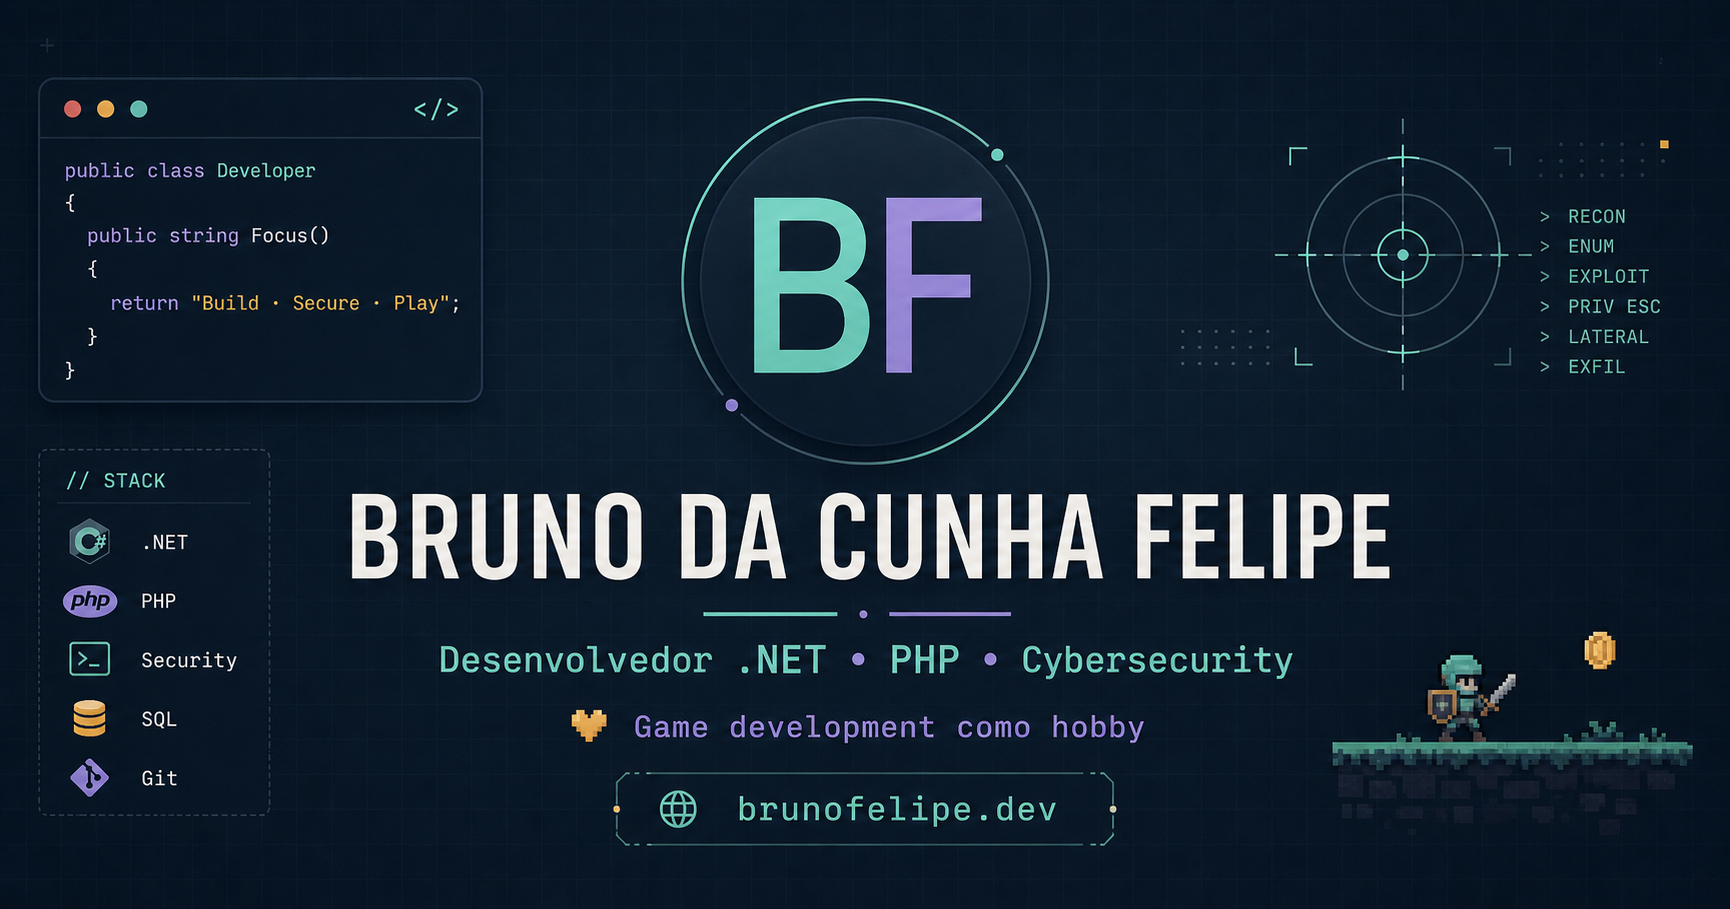 </>
public class Developer
{
public string Focus()
{
return "Build · Secure · Play";
}
}
BF
> RECON
> ENUM
> EXPLOIT
> PRIV ESC
> LATERAL
> EXFIL
// STACK
C# .NET
php PHP
>_ Security
SQL
Git
BRUNO DA CUNHA FELIPE
Desenvolvedor .NET • PHP • Cybersecurity
Game development como hobby
brunofelipe.dev